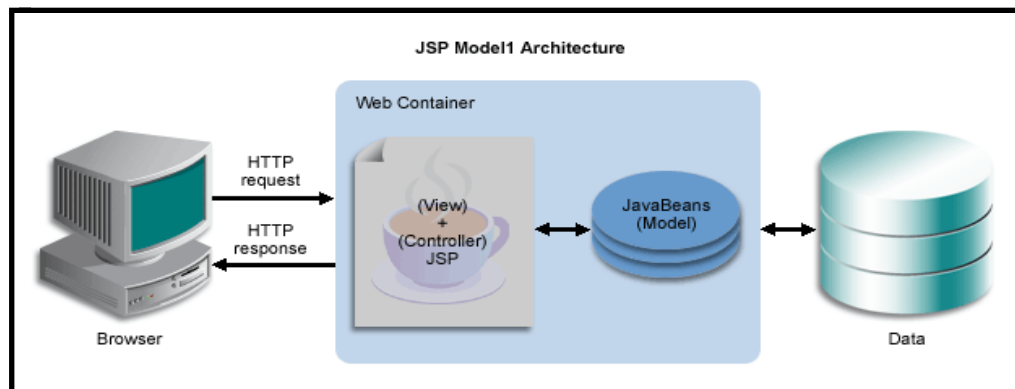 JSP Model1 Architecture
Web Container
HTTP
request
HTTP
response
(View)
+
(Controller)
JSP
JavaBeans
(Model)
Browser
Data